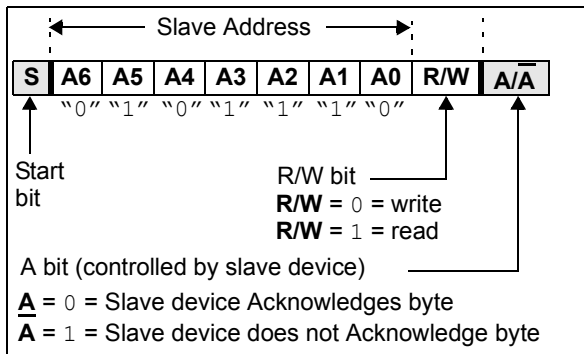 Slave Address
S A6 A5 A4 A3 A2 A1 A0 R/W A/A̅
"0" "1" "0" "1" "1" "1" "0"
Start bit
R/W bit
R/W = 0 = write
R/W = 1 = read
A bit (controlled by slave device)
A = 0 = Slave device Acknowledges byte
A̅ = 1 = Slave device does not Acknowledge byte